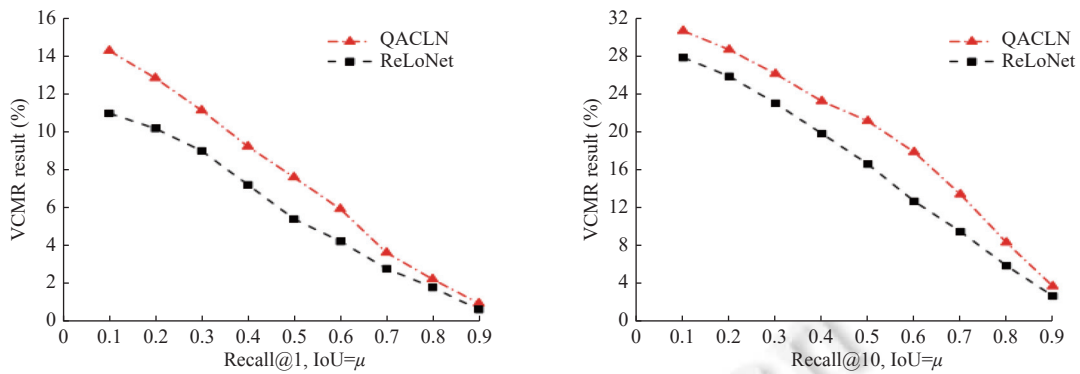 16
14
12
10
8
6
4
2
0
VCMR result (%)
QACLN
ReLoNet
0 0.1 0.2 0.3 0.4 0.5 0.6 0.7 0.8 0.9
Recall@1, IoU=μ
32
28
24
20
16
12
8
4
0
VCMR result (%)
QACLN
ReLoNet
0 0.1 0.2 0.3 0.4 0.5 0.6 0.7 0.8 0.9
Recall@10, IoU=μ